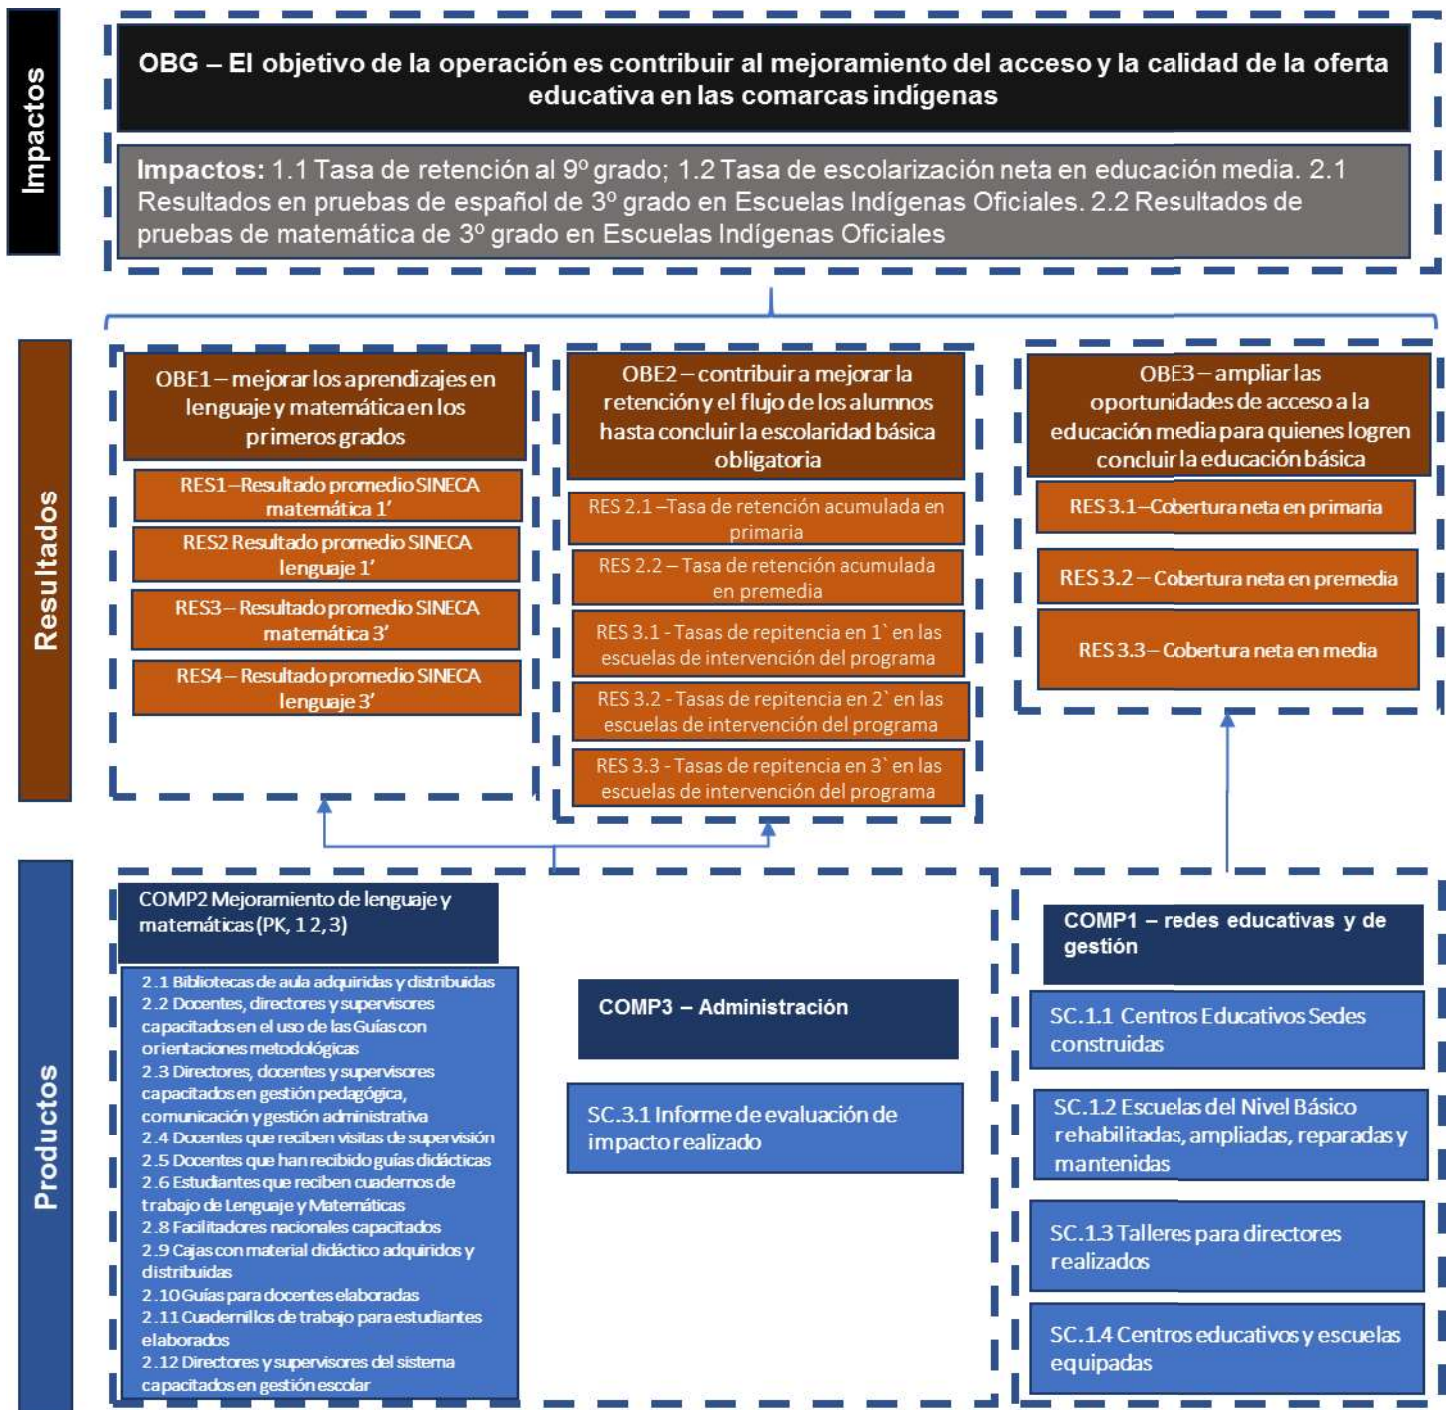 Impactos
OBG – El objetivo de la operación es contribuir al mejoramiento del acceso y la calidad de la oferta
educativa en las comarcas indígenas
Impactos: 1.1 Tasa de retención al 9º grado; 1.2 Tasa de escolarización neta en educación media. 2.1
Resultados en pruebas de español de 3º grado en Escuelas Indígenas Oficiales. 2.2 Resultados de
pruebas de matemática de 3º grado en Escuelas Indígenas Oficiales
Resultados
OBE1 – mejorar los aprendizajes en
lenguaje y matemática en los
primeros grados
RES1–Resultado promedio SINECA
matemática 1’
RES2 Resultado promedio SINECA
lenguaje 1’
RES3 – Resultado promedio SINECA
matemática 3’
RES4 – Resultado promedio SINECA
lenguaje 3’
OBE2 – contribuir a mejorar la
retención y el flujo de los alumnos
hasta concluir la escolaridad básica
obligatoria
RES 2.1 –Tasa de retención acumulada en
primaria
RES 2.2 – Tasa de retención acumulada
en premedia
RES 3.1 - Tasas de repitencia en 1` en las
escuelas de intervención del programa
RES 3.2 - Tasas de repitencia en 2` en las
escuelas de intervención del programa
RES 3.3 - Tasas de repitencia en 3` en las
escuelas de intervención del programa
OBE3 – ampliar las
oportunidades de acceso a la
educación media para quienes logren
concluir la educación básica
RES 3.1–Cobertura neta en primaria
RES 3.2 – Cobertura neta en premedia
RES 3.3 – Cobertura neta en media
Productos
COMP2 Mejoramiento de lenguaje y
matemáticas (PK, 1 2, 3)
2.1 Bibliotecas de aula adquiridas y distribuidas
2.2 Docentes, directores y supervisores
capacitados en el uso de las Guías con
orientaciones metodológicas
2.3 Directores, docentes y supervisores
capacitados en gestión pedagógica,
comunicación y gestión administrativa
2.4 Docentes que reciben visitas de supervisión
2.5 Docentes que han recibido guías didácticas
2.6 Estudiantes que reciben cuadernos de
trabajo de Lenguaje y Matemáticas
2.8 Facilitadores nacionales capacitados
2.9 Cajas con material didáctico adquiridos y
distribuidas
2.10 Guías para docentes elaboradas
2.11 Cuadernillos de trabajo para estudiantes
elaborados
2.12 Directores y supervisores del sistema
capacitados en gestión escolar
COMP3 – Administración
SC.3.1 Informe de evaluación de
impacto realizado
COMP1 – redes educativas y de
gestión
SC.1.1 Centros Educativos Sedes
construidas
SC.1.2 Escuelas del Nivel Básico
rehabilitadas, ampliadas, reparadas y
mantenidas
SC.1.3 Talleres para directores
realizados
SC.1.4 Centros educativos y escuelas
equipadas